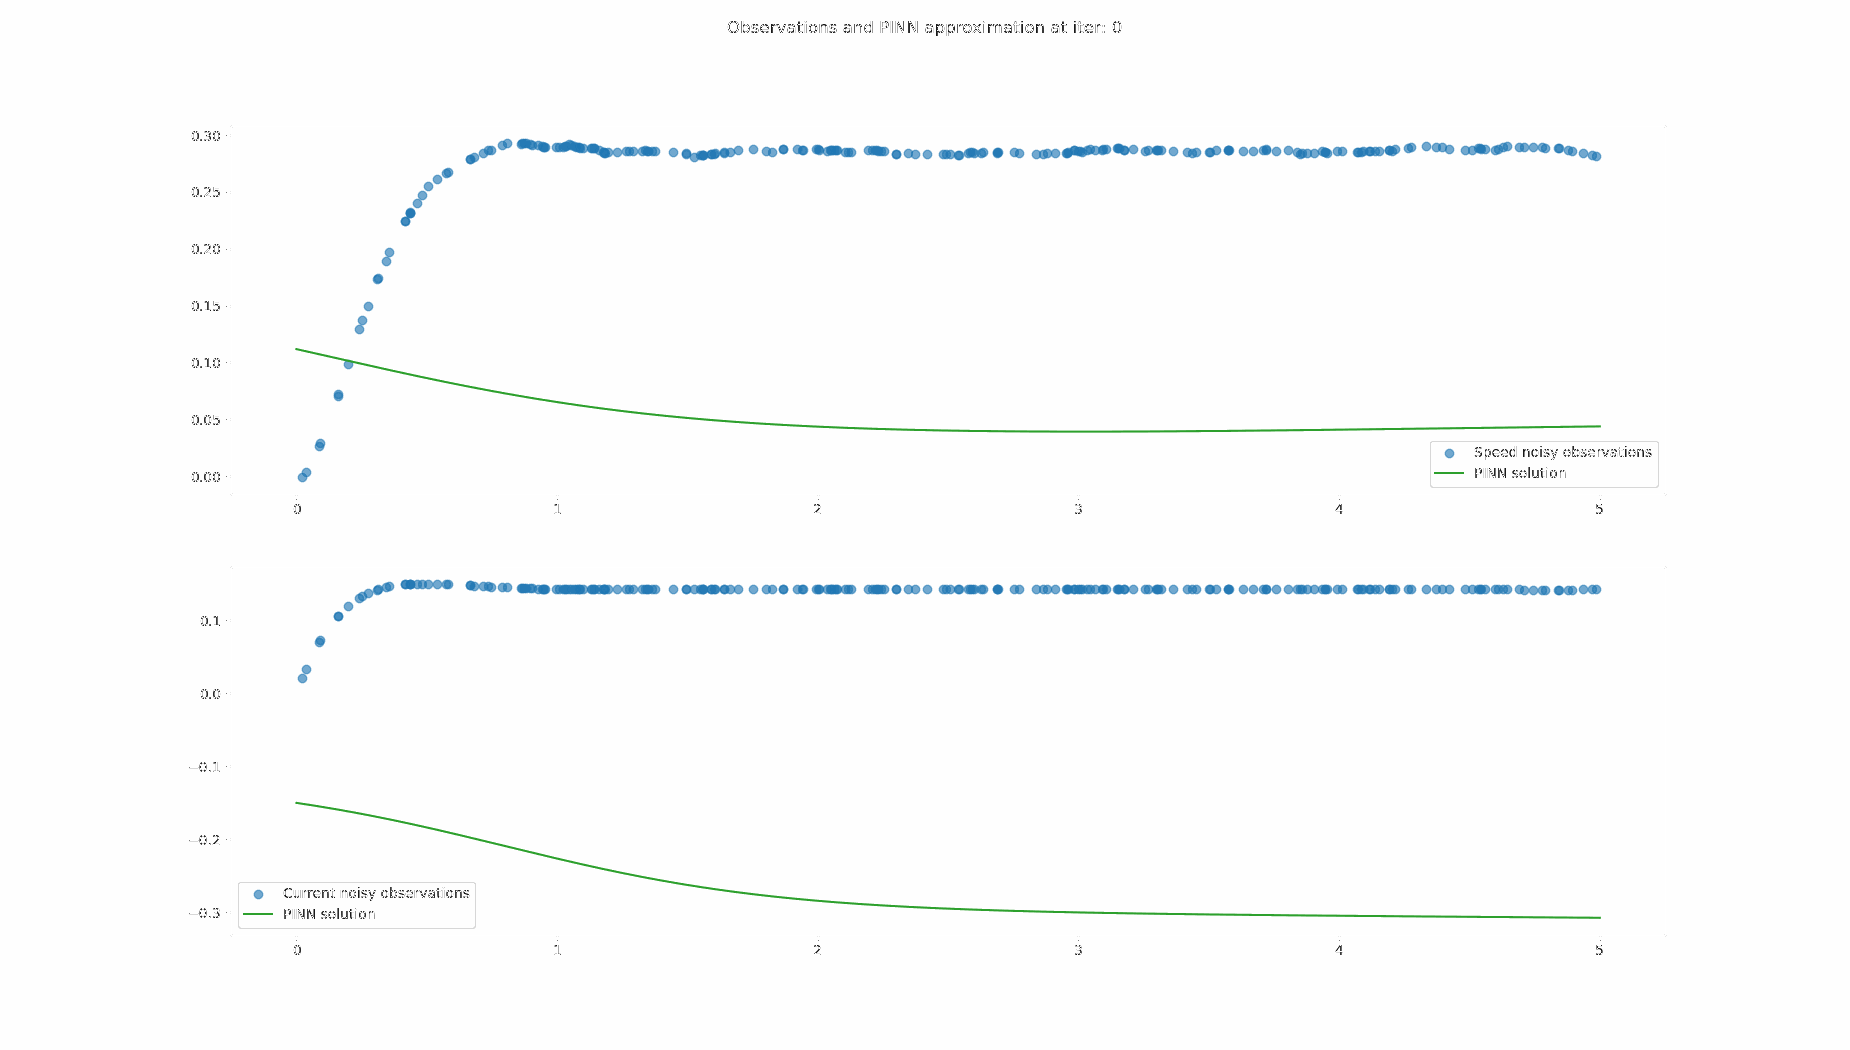 Observations and PINN approximation at iter: 0
0.30
0.25
0.20
0.15
0.10
0.05
0.00
Speed noisy observations
PINN solution
0 1 2 3 4 5
0.1
0.0
−0.1
−0.2
−0.3
Current noisy observations
PINN solution
0 1 2 3 4 5